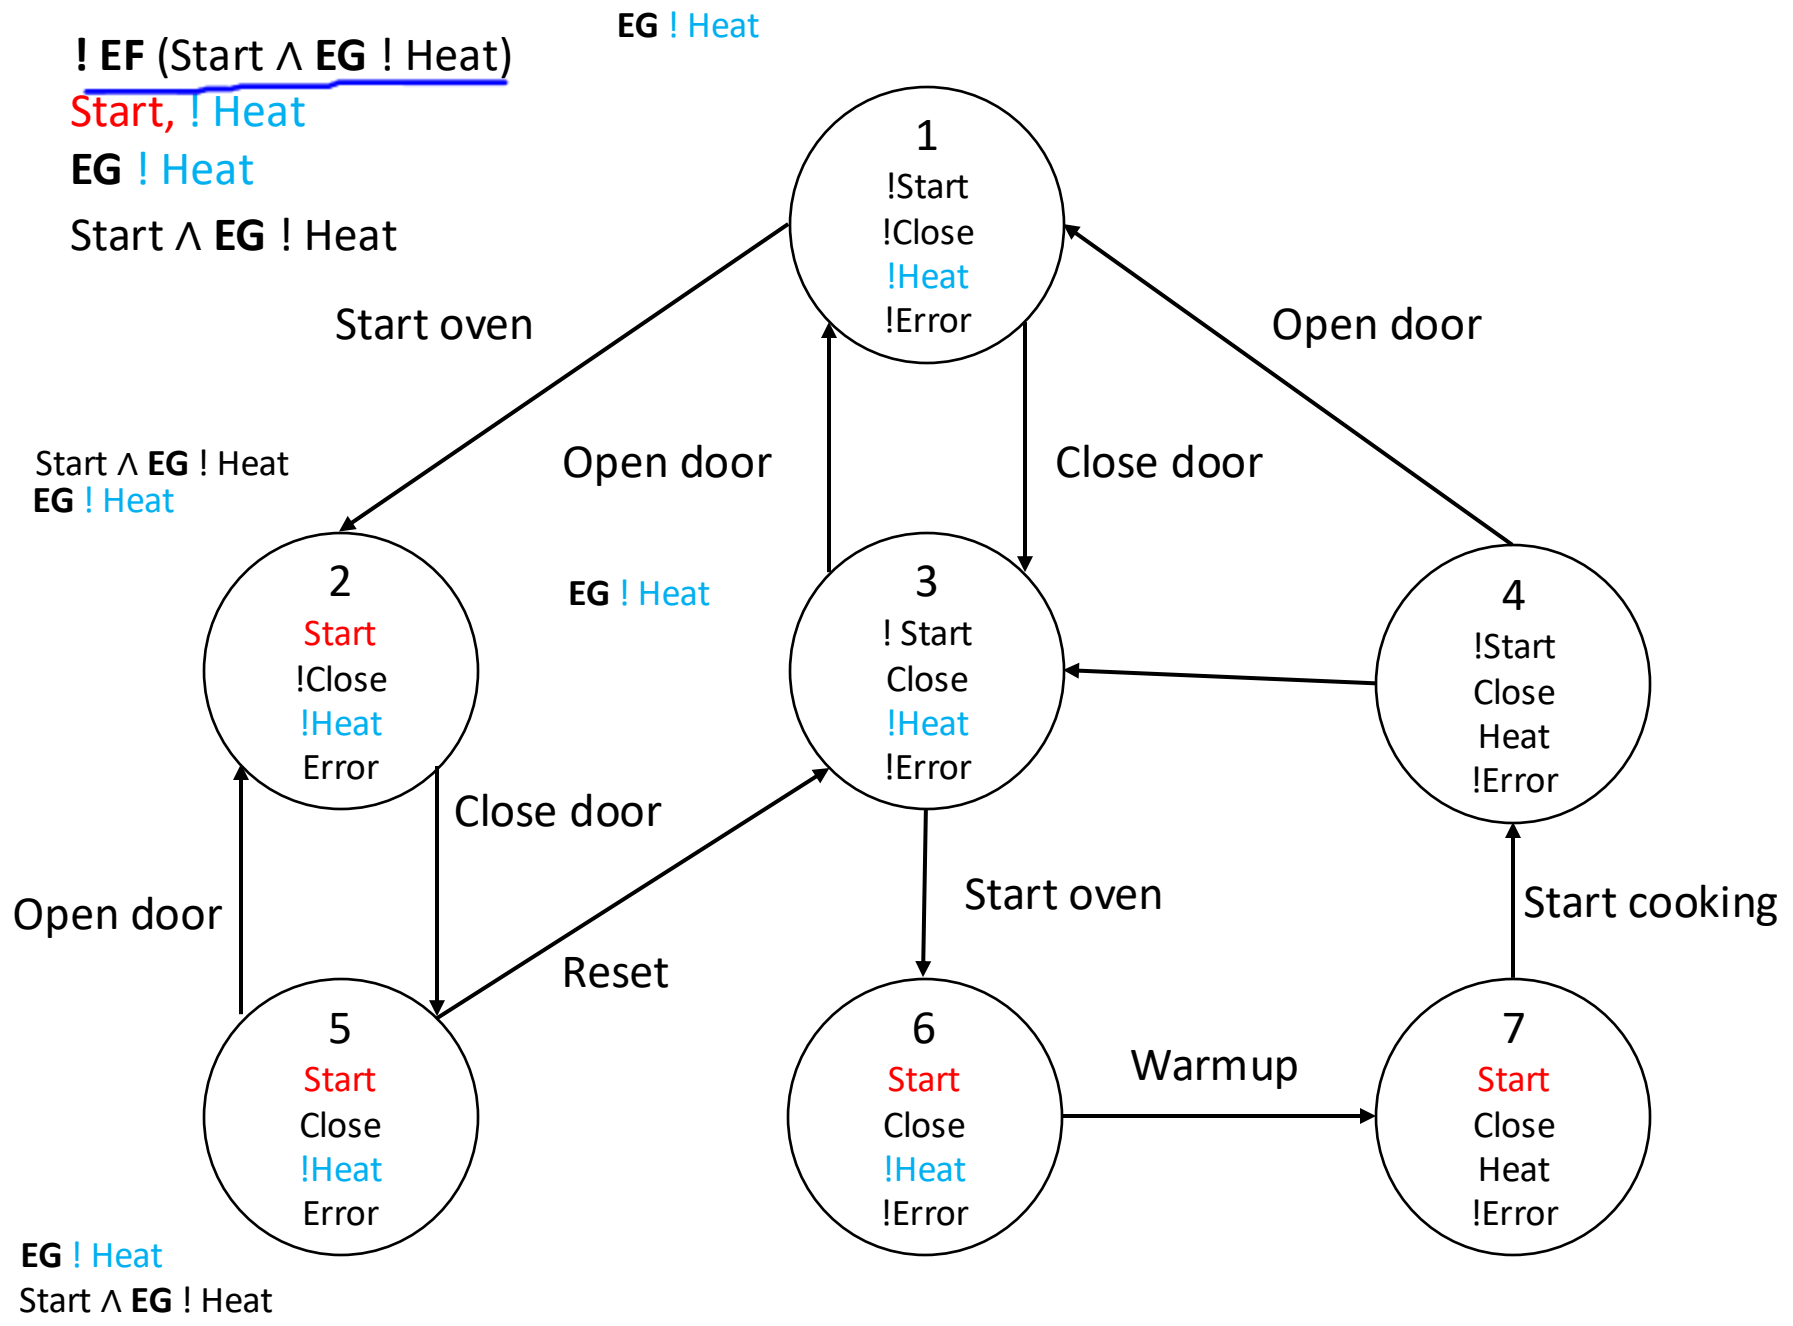 EG ! Heat
! EF (Start ∧ EG ! Heat)
Start, ! Heat
EG ! Heat
Start ∧ EG ! Heat
1
!Start
!Close
!Heat
!Error
Start oven
Open door
Open door
Close door
Start ∧ EG ! Heat
EG ! Heat
2
Start
!Close
!Heat
Error
EG ! Heat
3
! Start
Close
!Heat
!Error
4
!Start
Close
Heat
!Error
Close door
Open door
Reset
Start oven
Start cooking
5
Start
Close
!Heat
Error
6
Start
Close
!Heat
!Error
Warmup
7
Start
Close
Heat
!Error
EG ! Heat
Start ∧ EG ! Heat